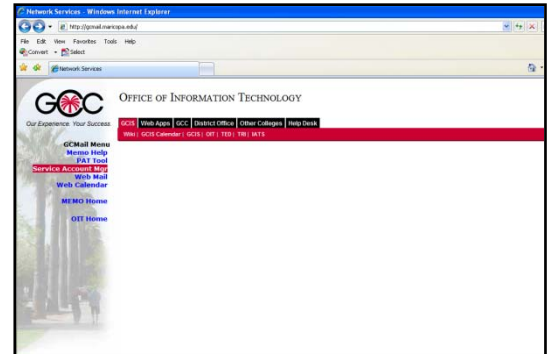 Network Services - Windows Internet Explorer
http://gcmail.maricopa.edu/
File Edit View Favorites Tools Help
Convert Select
Network Services
GCC
Our Experience. Your Success.
OFFICE OF INFORMATION TECHNOLOGY
GCIS Web Apps GCC District Office Other Colleges Help Desk
Wiki | GCIS Calendar | GCIS | OIT | TED | TRI | IATS
GCMail Menu
Memo Help
PAT Tool
Service Account Mgr
Web Mail
Web Calendar
MEMO Home
OIT Home